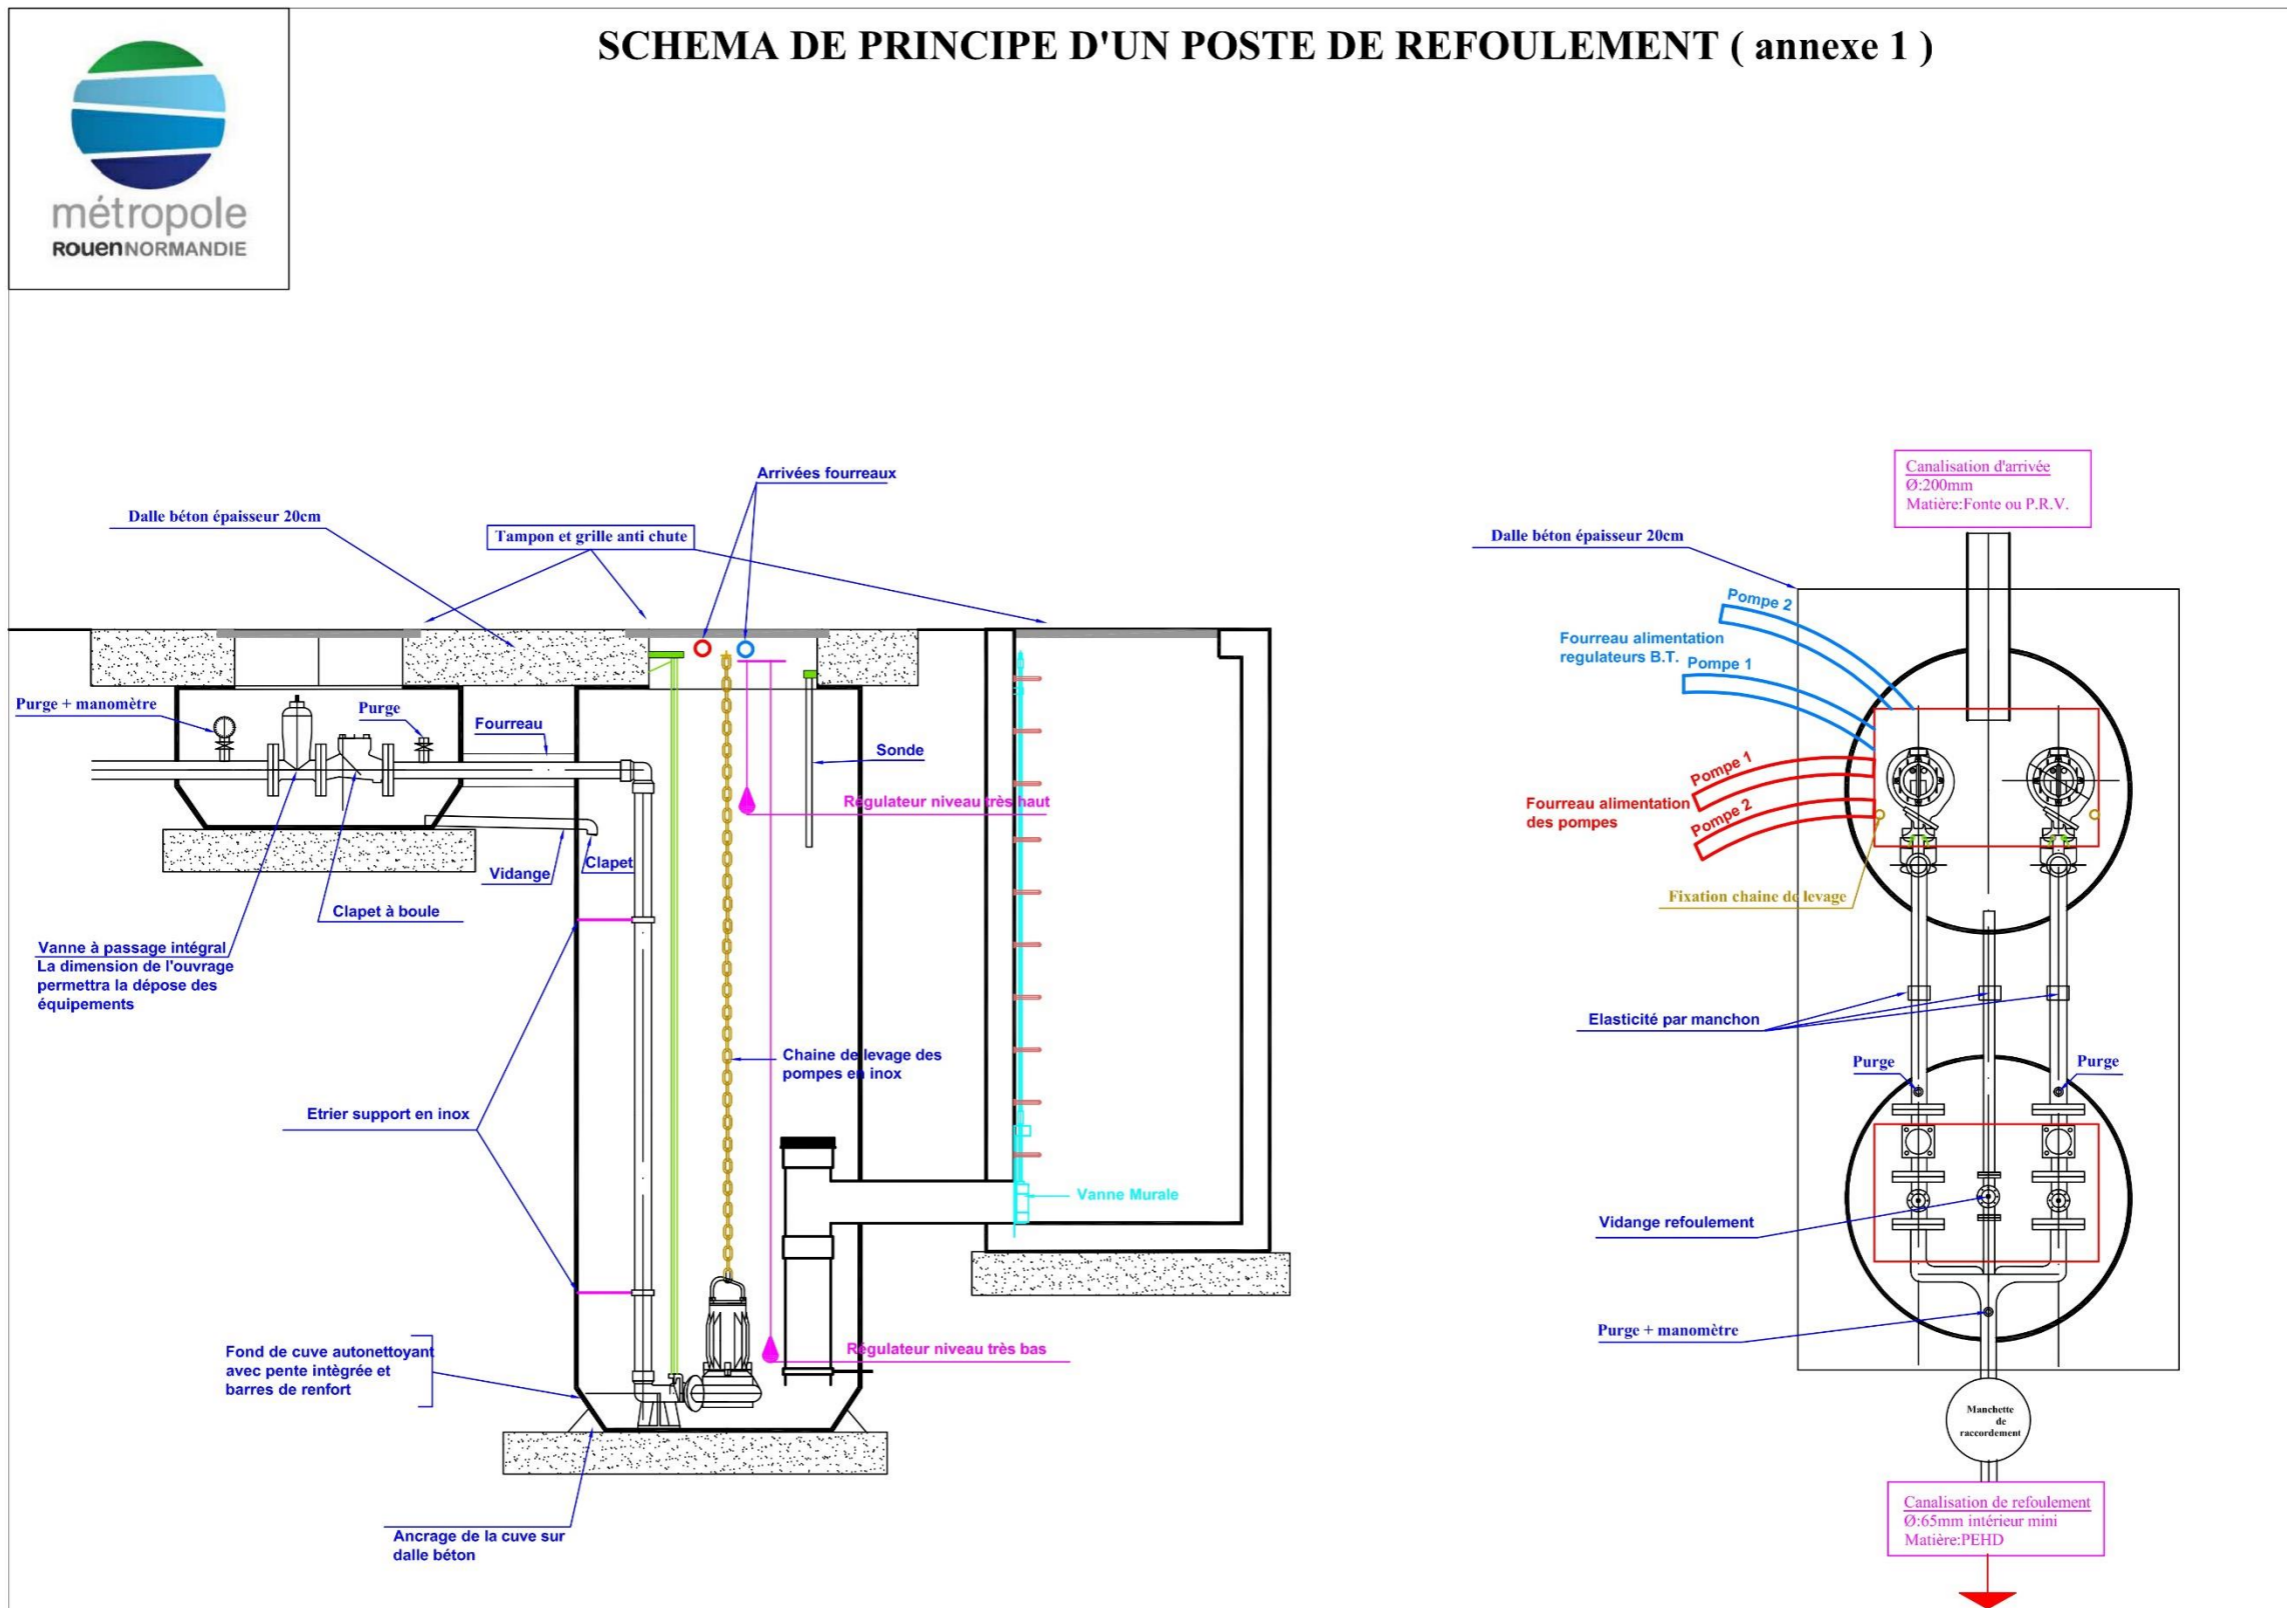 SCHEMA DE PRINCIPE D'UN POSTE DE REFOULEMENT ( annexe 1 )
métropole
ROUENNORMANDIE
Arrivées fourreaux
Dalle béton épaisseur 20cm
Tampon et grille anti chute
Purge + manomètre
Purge
Fourreau
Sonde
Régulateur niveau très haut
Vidange
Clapet
Clapet à boule
Vanne à passage intégral
La dimension de l'ouvrage
permettra la dépose des
équipements
Chaine de levage des
pompes en inox
Etrier support en inox
Vanne Murale
Régulateur niveau très bas
Fond de cuve autonettoyant
avec pente intègrée et
barres de renfort
Ancrage de la cuve sur
dalle béton
Canalisation d'arrivée
Ø:200mm
Matière:Fonte ou P.R.V.
Dalle béton épaisseur 20cm
Pompe 2
Fourreau alimentation
regulateurs B.T.
Pompe 1
Pompe 1
Fourreau alimentation
des pompes
Pompe 2
Fixation chaine de levage
Elasticité par manchon
Purge
Purge
Vidange refoulement
Purge + manomètre
Manchette
de
raccordement
Canalisation de refoulement
Ø:65mm intérieur mini
Matière:PEHD